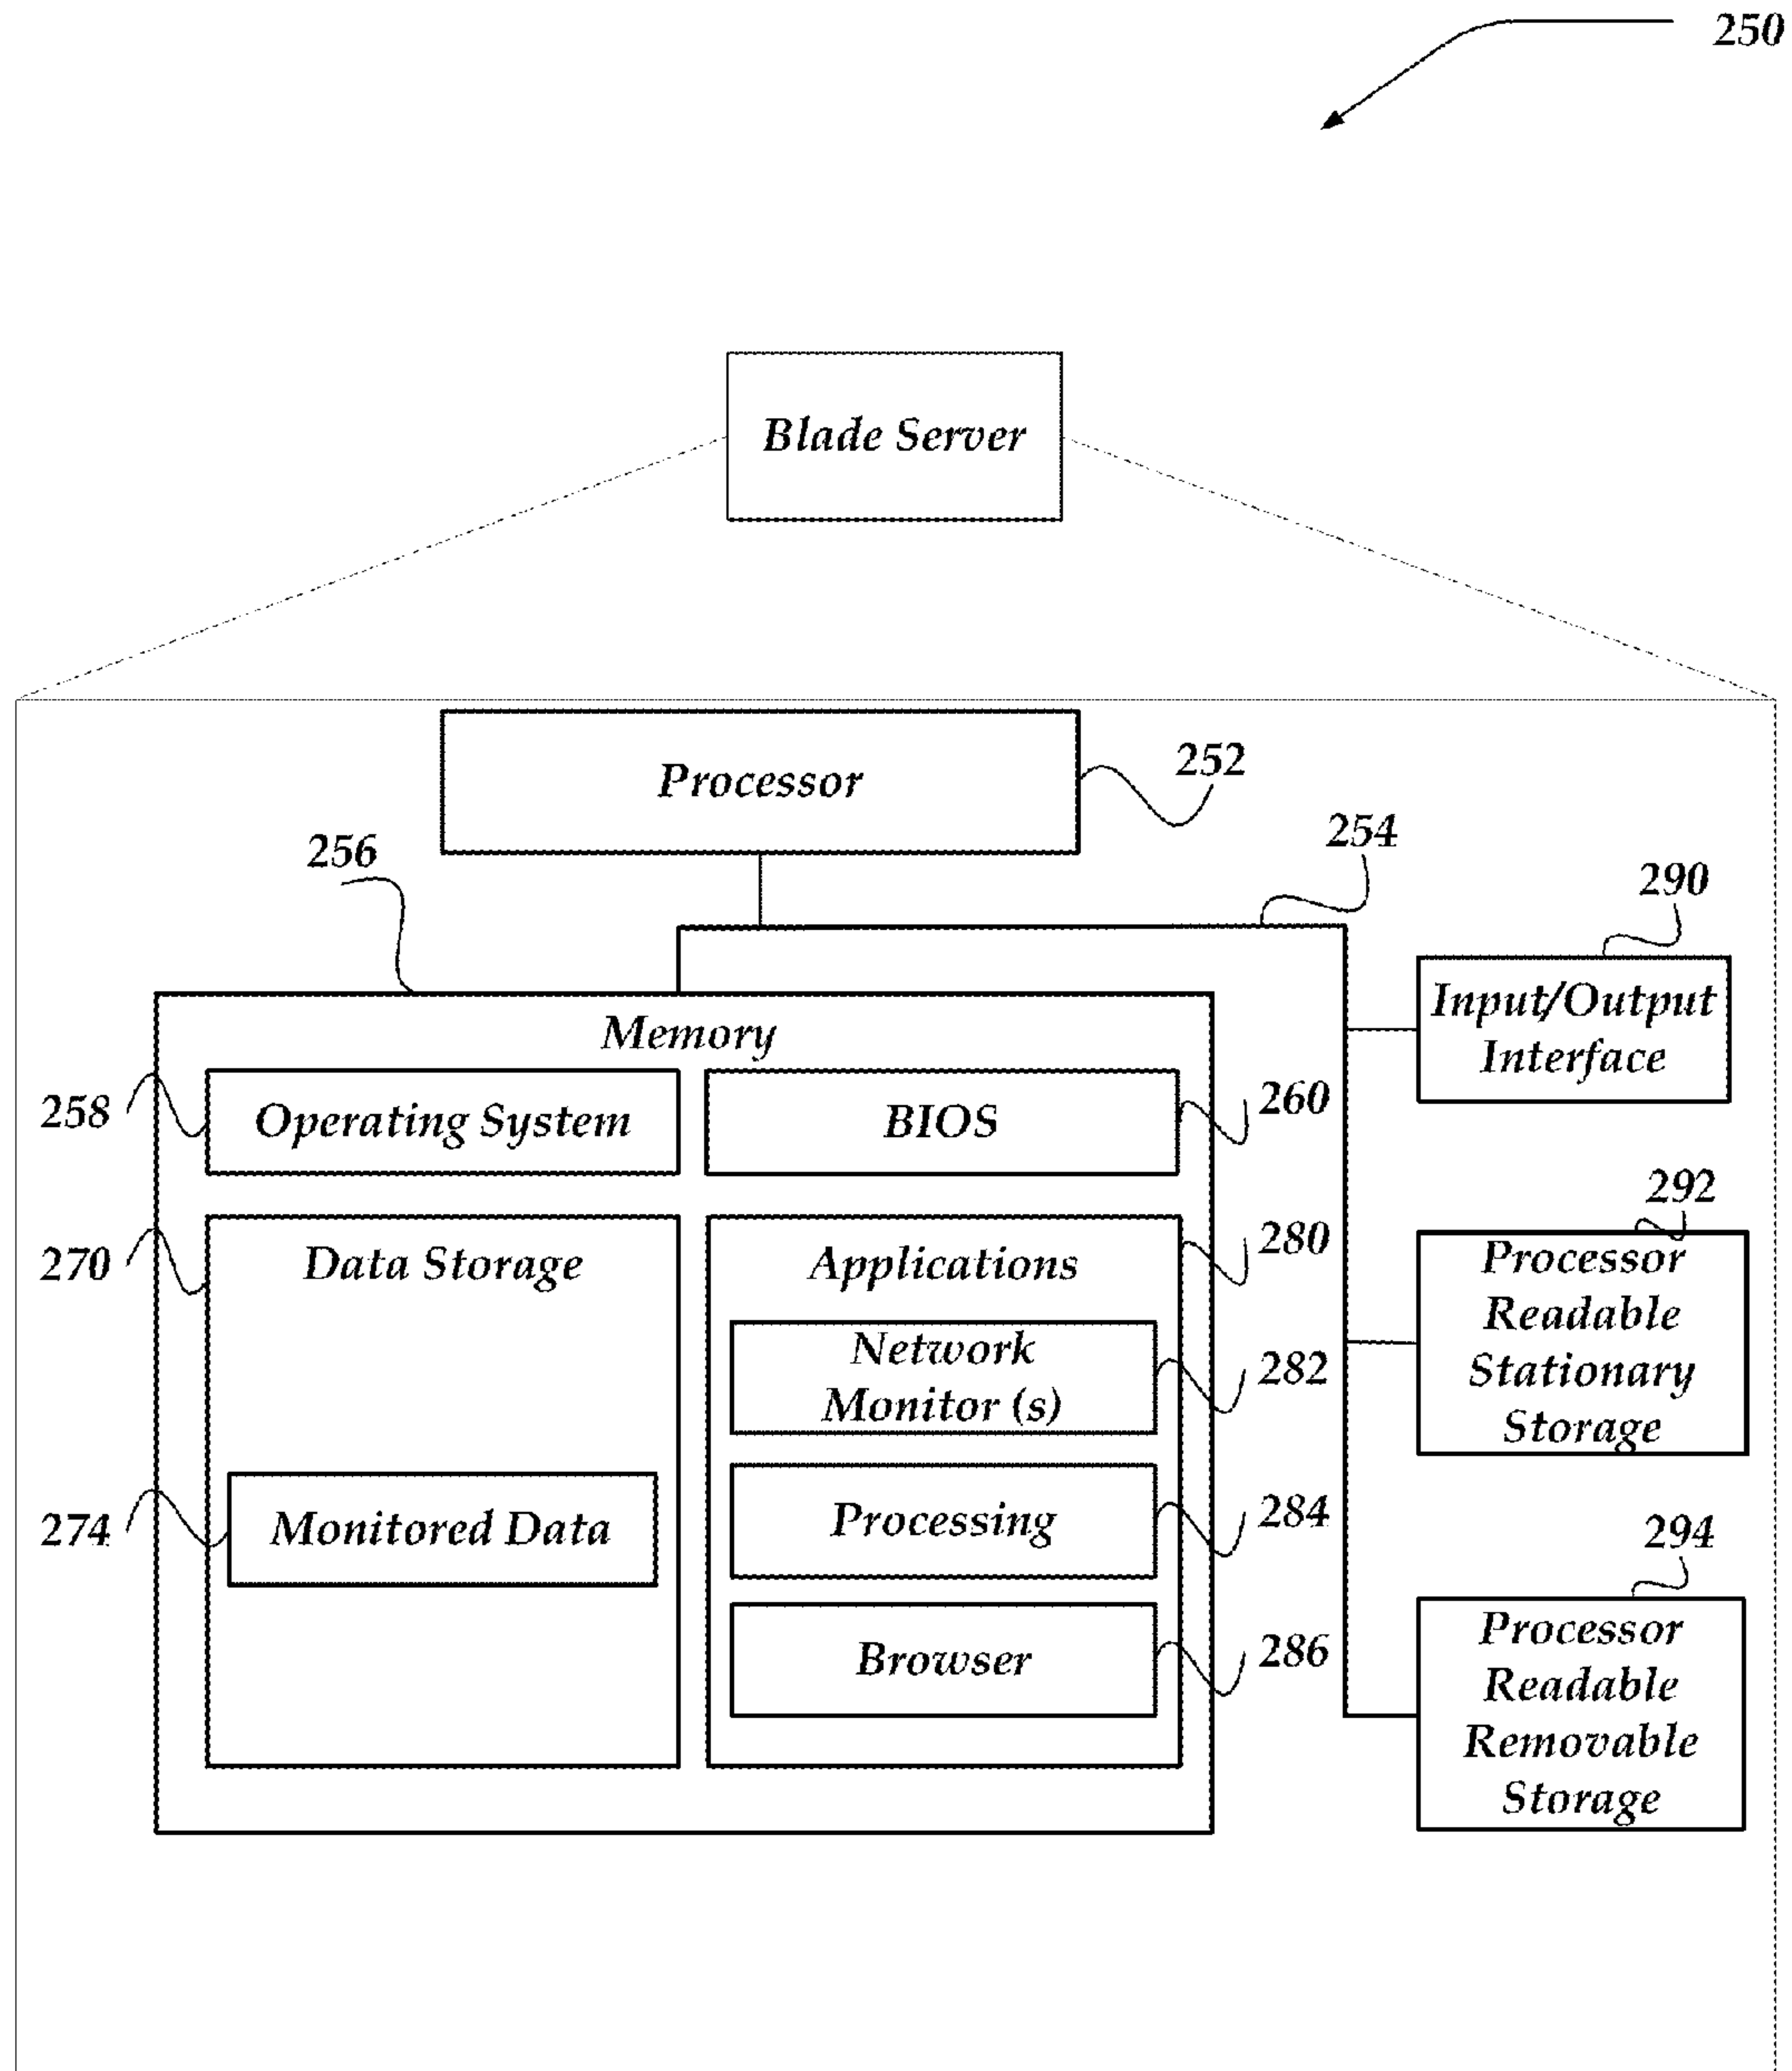 250
Blade Server
Processor
252
256
254
290
Memory
Input/Output
Interface
258
Operating System
BIOS
260
292
270
Data Storage
Applications
280
Processor
Readable
Stationary
Storage
Network
Monitor (s)
282
274
Monitored Data
Processing
284
294
Browser
286
Processor
Readable
Removable
Storage